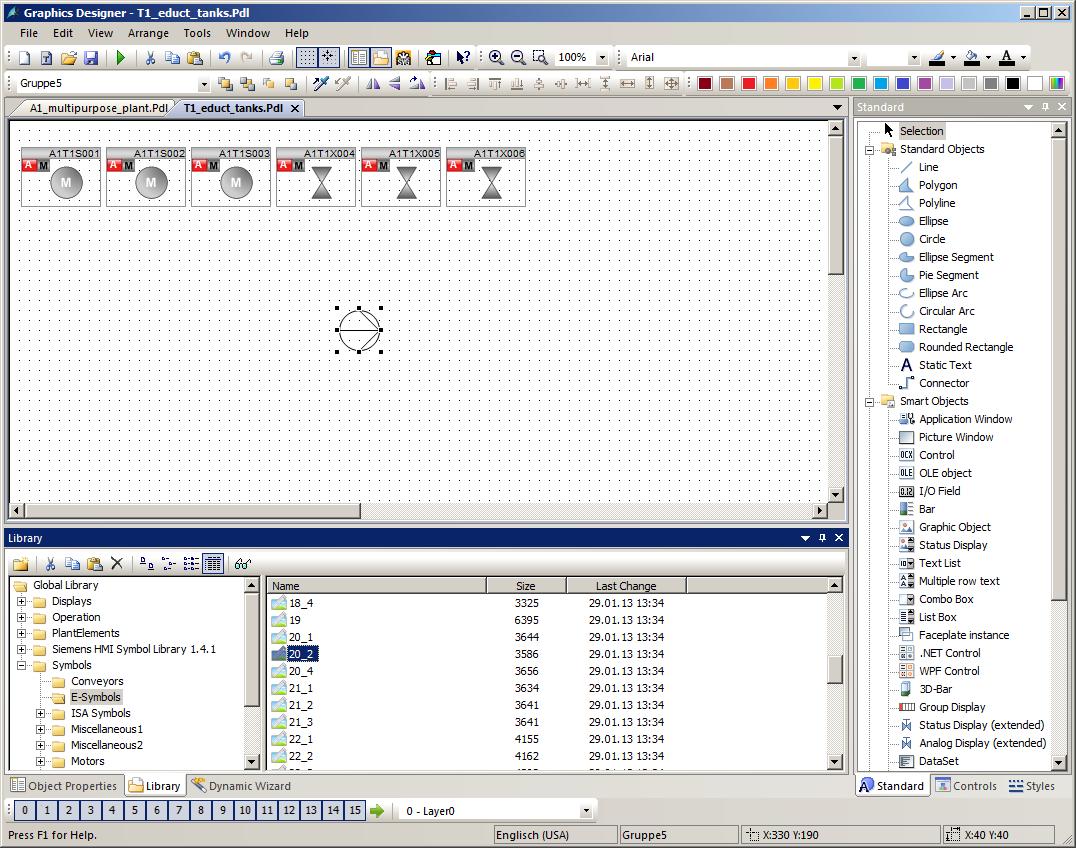 Graphics Designer - T1_educt_tanks.Pdl
File Edit View Arrange Tools Window Help
100% Arial
Gruppe5
A1_multipurpose_plant.Pdl T1_educt_tanks.Pdl
A1T1S001 A1T1S002 A1T1S003 A1T1X004 A1T1X005 A1T1X006
A M A M A M A M A M A M
M M M
Library
Global Library
Displays
Operation
PlantElements
Siemens HMI Symbol Library 1.4.1
Symbols
Conveyors
E-Symbols
ISA Symbols
Miscellaneous1
Miscellaneous2
Motors
Name Size Last Change
18_4 3325 29.01.13 13:34
19 6395 29.01.13 13:34
20_1 3644 29.01.13 13:34
20_2 3586 29.01.13 13:34
20_4 3656 29.01.13 13:34
21_1 3634 29.01.13 13:34
21_2 3641 29.01.13 13:34
21_3 3641 29.01.13 13:34
22_1 4155 29.01.13 13:34
22_2 4162 29.01.13 13:34
Object Properties Library Dynamic Wizard
Standard
Selection
Standard Objects
Line
Polygon
Polyline
Ellipse
Circle
Ellipse Segment
Pie Segment
Ellipse Arc
Circular Arc
Rectangle
Rounded Rectangle
A Static Text
Connector
Smart Objects
Application Window
Picture Window
OCX Control
OLE OLE object
0.12 I/O Field
Bar
Graphic Object
Status Display
Text List
Multiple row text
Combo Box
List Box
Faceplate instance
.NET Control
WPF Control
3D-Bar
Group Display
Status Display (extended)
Analog Display (extended)
DataSet
Standard Controls Styles
0 1 2 3 4 5 6 7 8 9 10 11 12 13 14 15 0 - Layer0
Press F1 for Help. Englisch (USA) Gruppe5 X:330 Y:190 X:40 Y:40